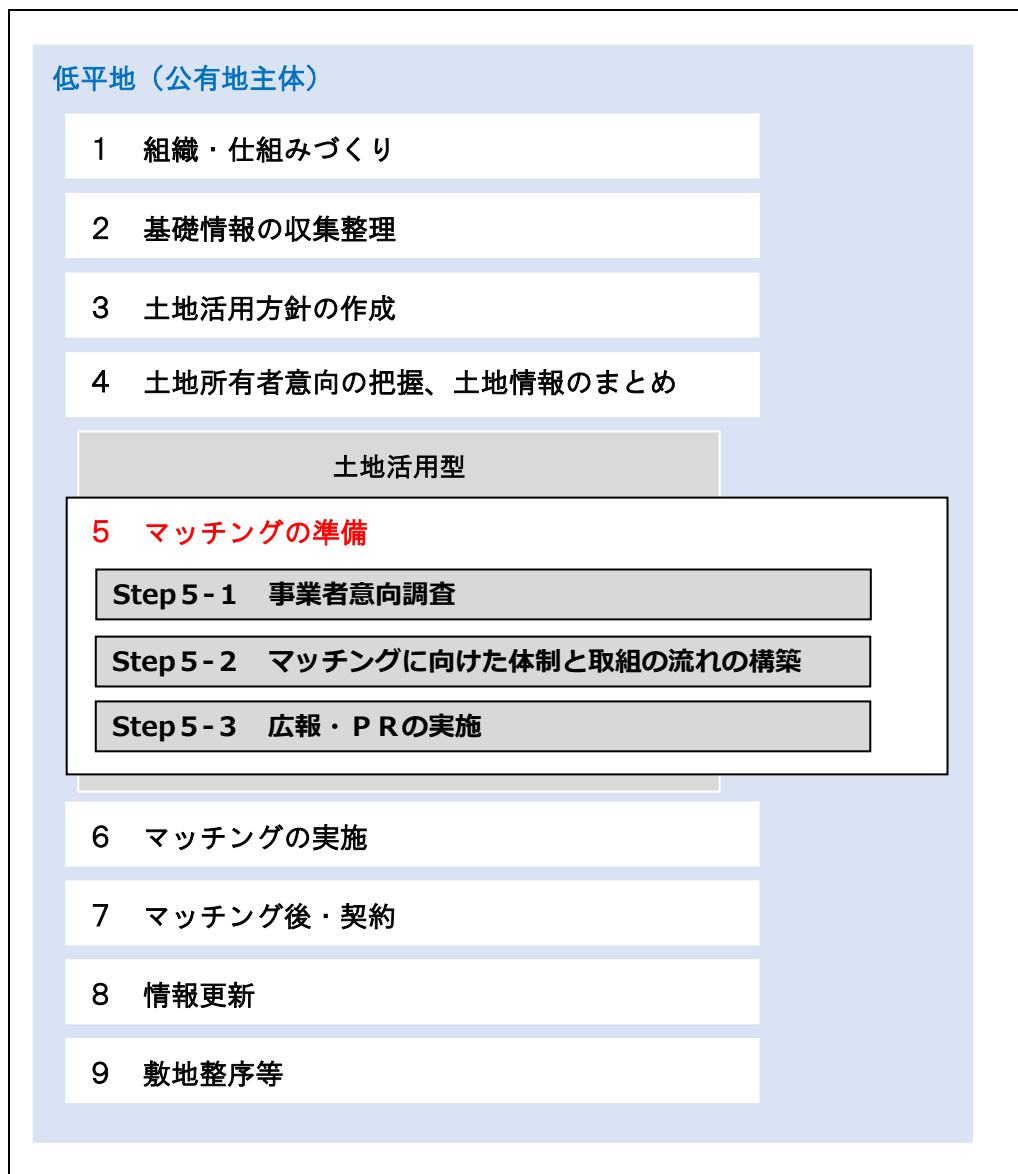 低平地（公有地主体）
１　組織・仕組みづくり
２　基礎情報の収集整理
３　土地活用方針の作成
４　土地所有者意向の把握、土地情報のまとめ
土地活用型
５　マッチングの準備
Step５-１　事業者意向調査
Step５-２　マッチングに向けた体制と取組の流れの構築
Step５-３　広報・ＰＲの実施
６　マッチングの実施
７　マッチング後・契約
８　情報更新
９　敷地整序等